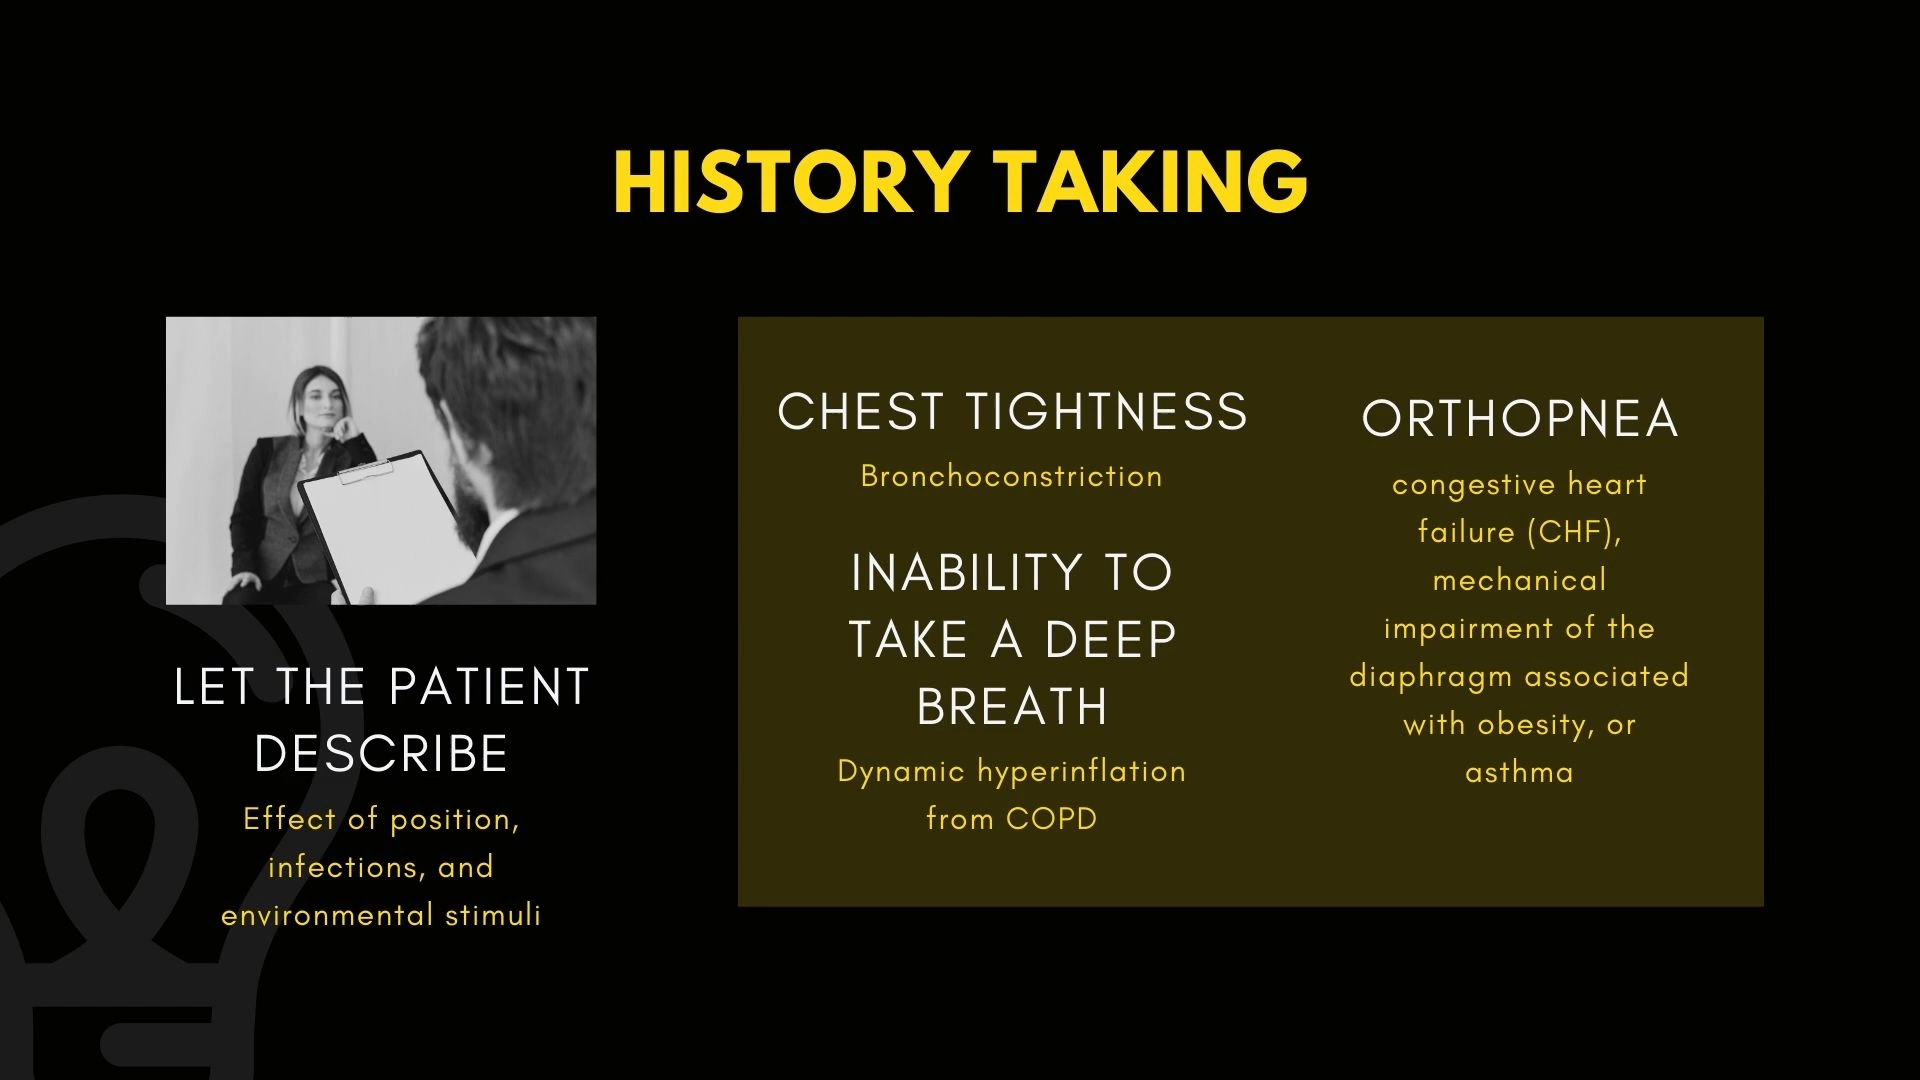 HISTORY TAKING
LET THE PATIENT
DESCRIBE
Effect of position,
infections, and
environmental stimuli
CHEST TIGHTNESS
Bronchoconstriction
INABILITY TO
TAKE A DEEP
BREATH
Dynamic hyperinflation
from COPD
ORTHOPNEA
congestive heart
failure (CHF),
mechanical
impairment of the
diaphragm associated
with obesity, or
asthma